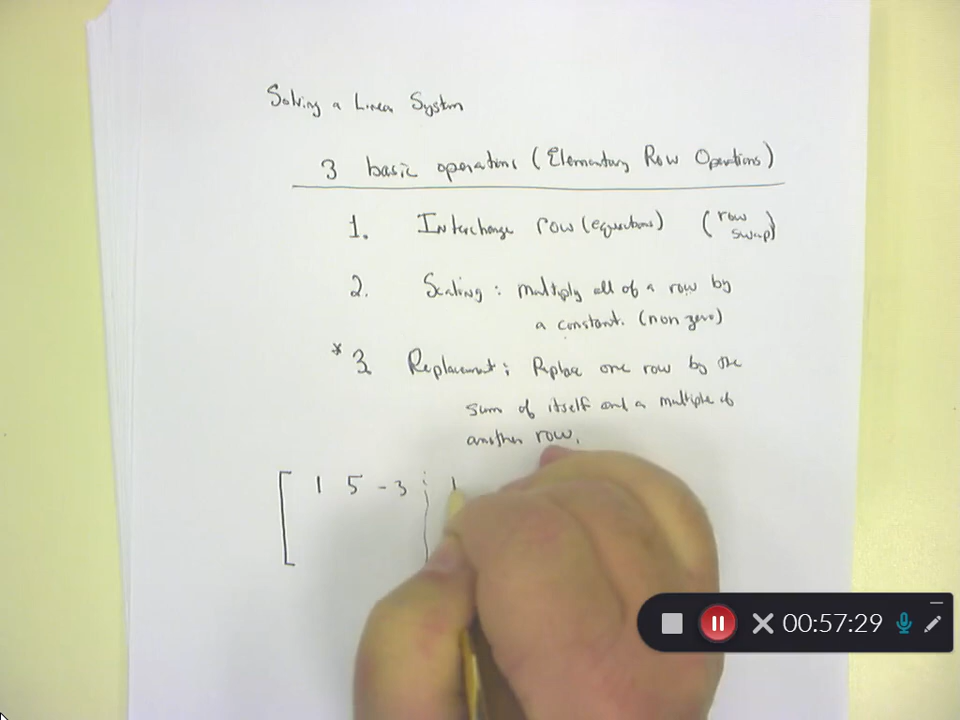 Solving a Linear System
3 basic operations (Elementary Row Operations)
1. Interchange row (equations) (row swap)
2. Scaling : multiply all of a row by
a constant. (non zero)
* 3. Replacement : Replace one row by the
sum of itself and a multiple of
another row.
1 5 -3 1
00:57:29